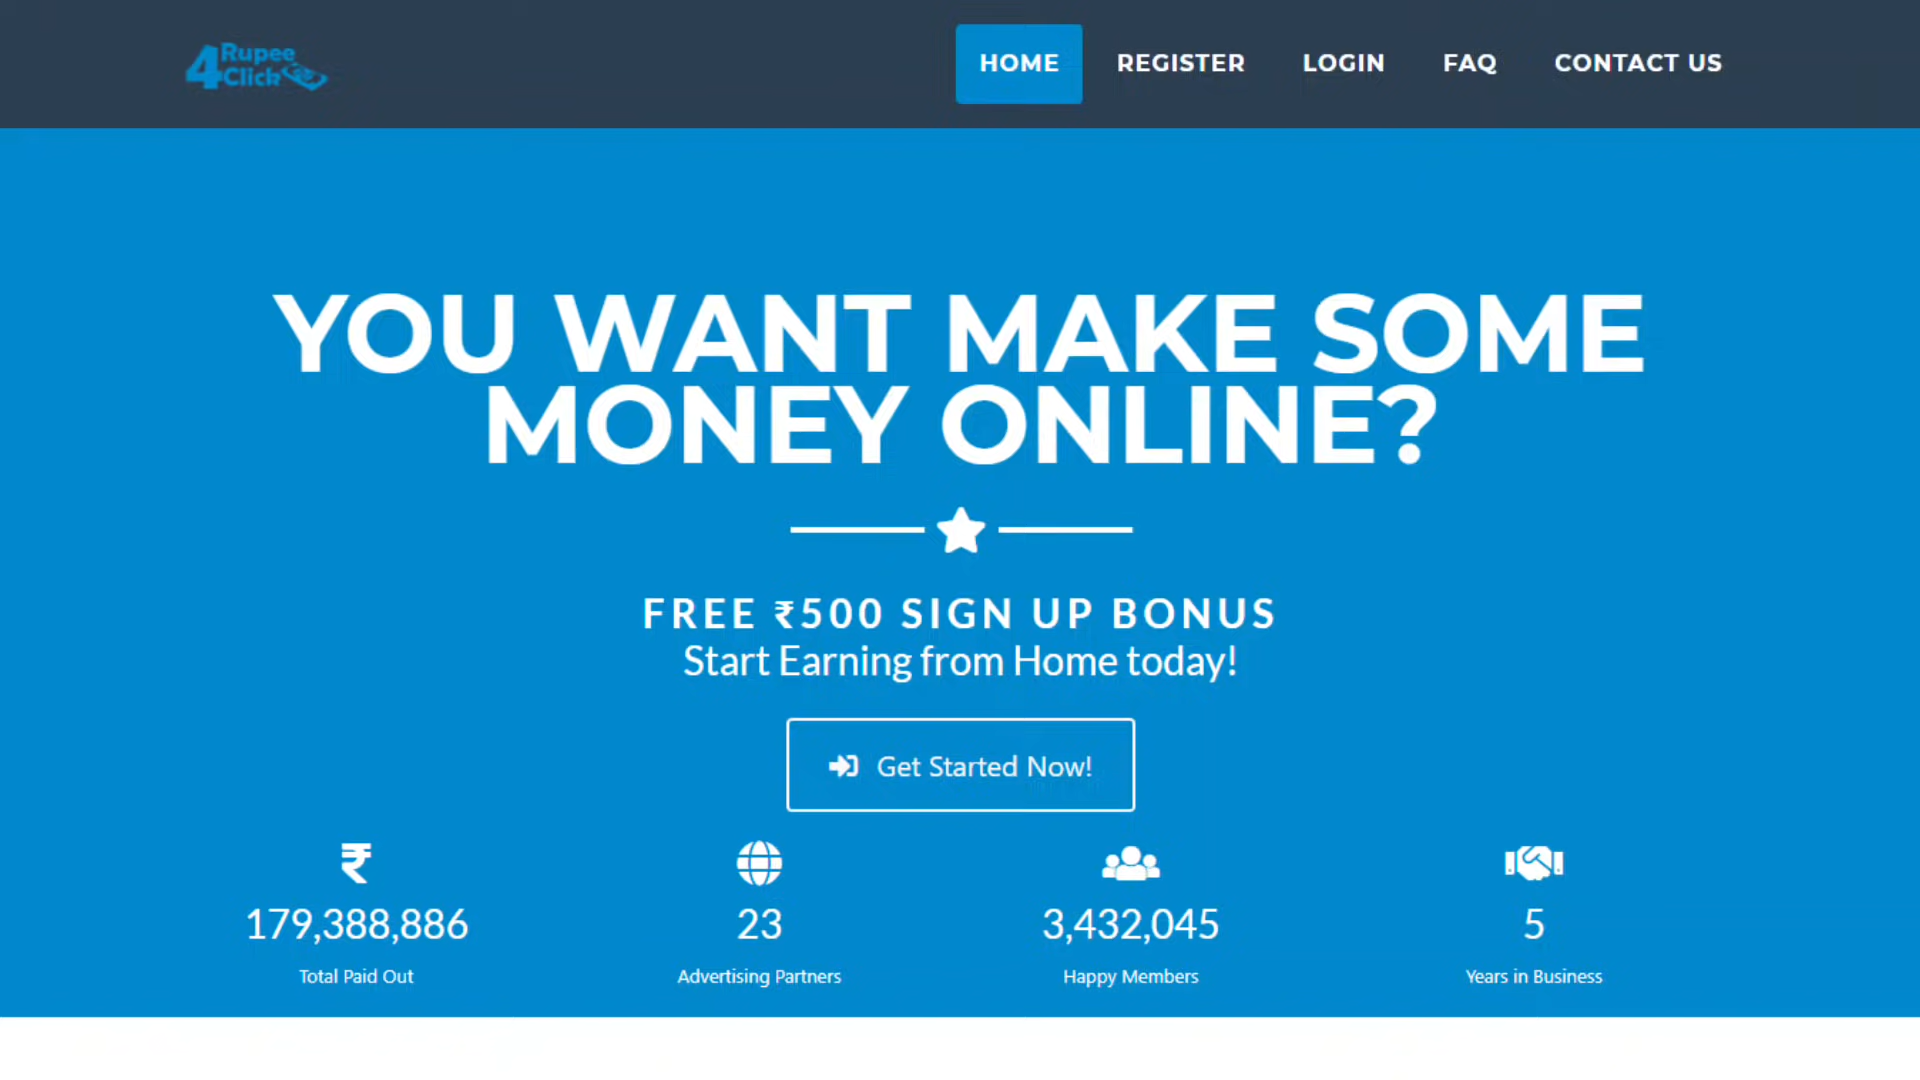 4 Rupee
Click
HOME
REGISTER
LOGIN
FAQ
CONTACT US
YOU WANT MAKE SOME
MONEY ONLINE?
FREE ₹500 SIGN UP BONUS
Start Earning from Home today!
Get Started Now!
₹
179,388,886
Total Paid Out
23
Advertising Partners
3,432,045
Happy Members
5
Years in Business